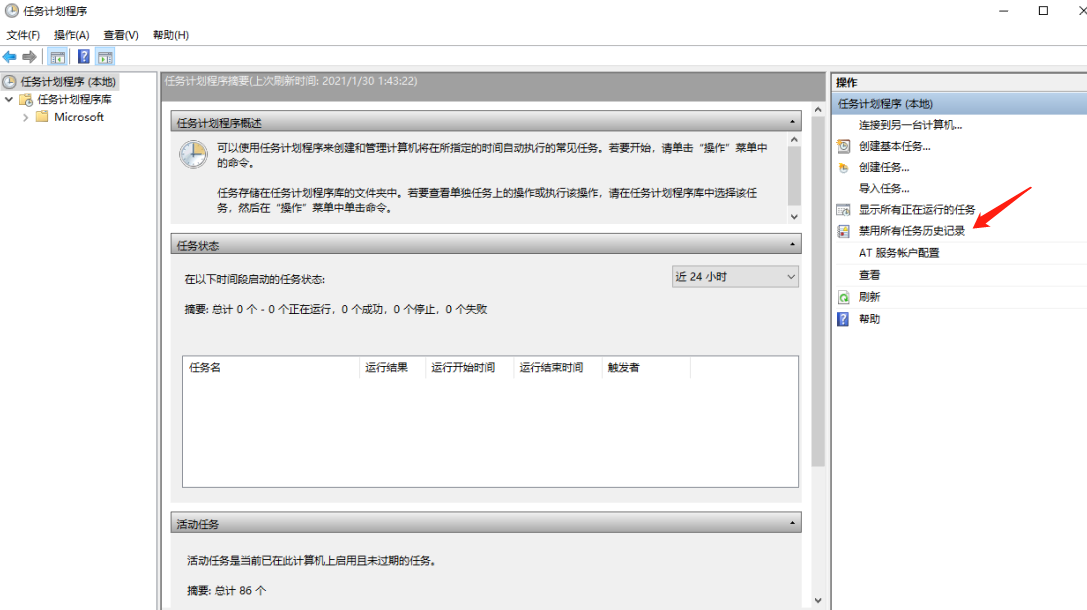 任务计划程序
文件(F) 操作(A) 查看(V) 帮助(H)
任务计划程序 (本地)
任务计划程序库
Microsoft
任务计划程序摘要(上次刷新时间: 2021/1/30 1:43:22)
任务计划程序概述
可以使用任务计划程序来创建和管理计算机将在所指定的时间自动执行的常见任务。若要开始，请单击“操作”菜单中
的命令。
任务存储在任务计划程序库的文件夹中。若要查看单独任务上的操作或执行该操作，请在任务计划程序库中选择该任
务，然后在“操作”菜单中单击命令。
任务状态
在以下时间段启动的任务状态:
近 24 小时
摘要: 总计 0 个 - 0 个正在运行，0 个成功，0 个停止，0 个失败
任务名 运行结果 运行开始时间 运行结束时间 触发者
活动任务
活动任务是当前已在此计算机上启用且未过期的任务。
摘要: 总计 86 个
操作
任务计划程序 (本地)
连接到另一台计算机...
创建基本任务...
创建任务...
导入任务...
显示所有正在运行的任务
禁用所有任务历史记录
AT 服务帐户配置
查看
刷新
帮助